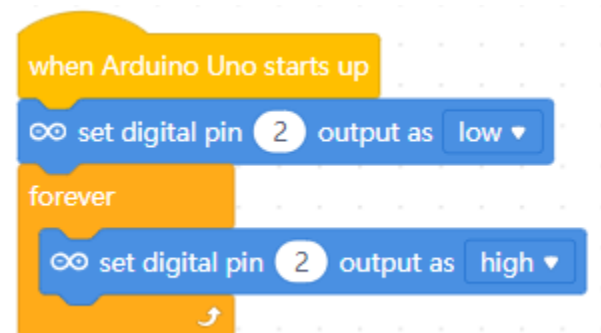 when Arduino Uno starts up
set digital pin 2 output as low
forever
set digital pin 2 output as high